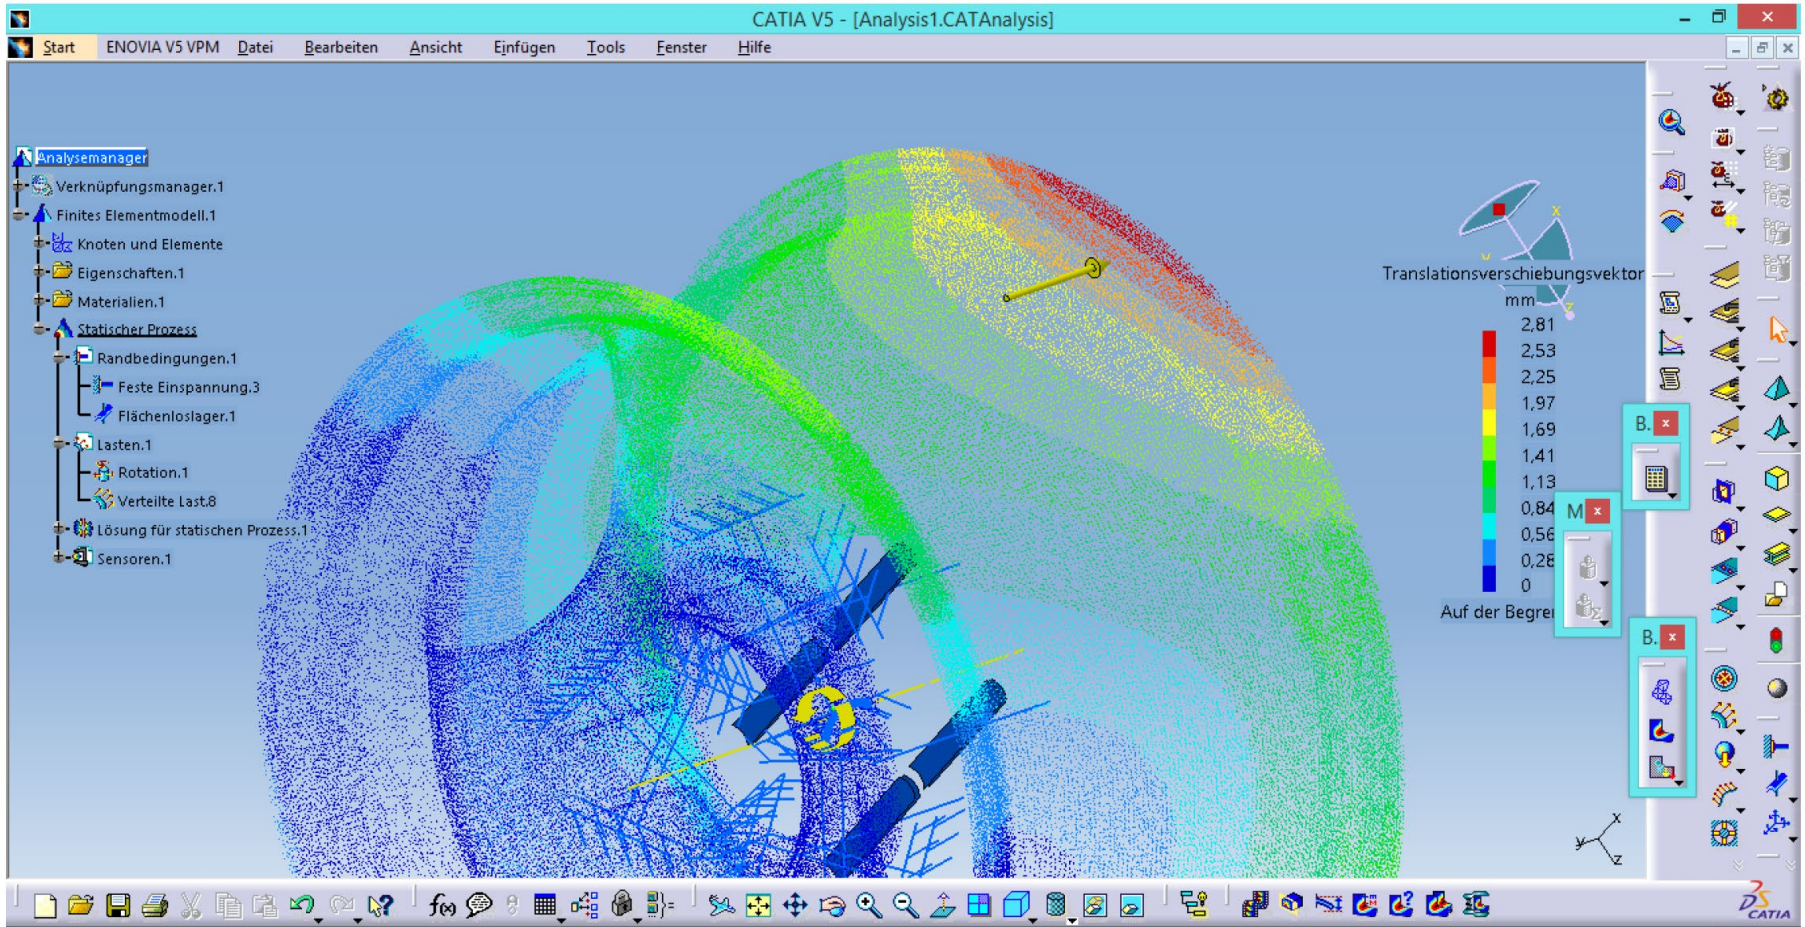 CATIA V5 - [Analysis1.CATAnalysis]
Start ENOVIA V5 VPM Datei Bearbeiten Ansicht Einfügen Tools Fenster Hilfe
Analysemanager
Verknüpfungsmanager.1
Finites Elementmodell.1
Knoten und Elemente
Eigenschaften.1
Materialien.1
Statischer Prozess
Randbedingungen.1
Feste Einspannung.3
Flächenloslager.1
Lasten.1
Rotation.1
Verteilte Last.8
Lösung für statischen Prozess.1
Sensoren.1
x
z
Translationsverschiebungsvektor
mm
2,81
2,53
2,25
1,97
1,69
1,41
1,13
0,84
0,56
0,28
0
Auf der Begre
B.
M
B.
x
y
z
f(x)
CATIA